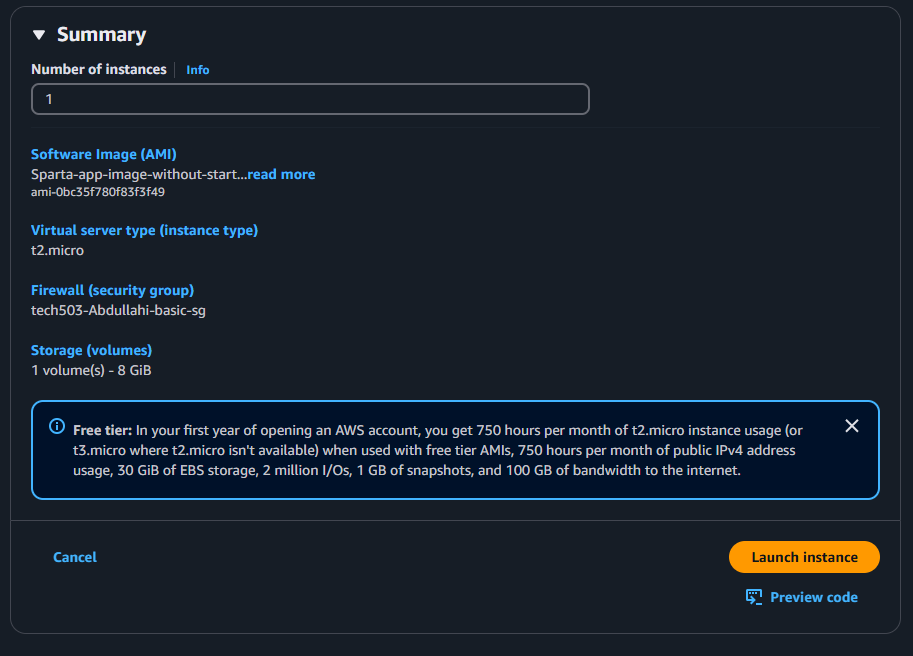 Summary
Number of instances Info
1
Software Image (AMI)
Sparta-app-image-without-start...read more
ami-0bc35f780f83f3f49
Virtual server type (instance type)
t2.micro
Firewall (security group)
tech503-Abdullahi-basic-sg
Storage (volumes)
1 volume(s) - 8 GiB
Free tier: In your first year of opening an AWS account, you get 750 hours per month of t2.micro instance usage (or
t3.micro where t2.micro isn't available) when used with free tier AMIs, 750 hours per month of public IPv4 address
usage, 30 GiB of EBS storage, 2 million I/Os, 1 GB of snapshots, and 100 GB of bandwidth to the internet.
Cancel
Launch instance
Preview code